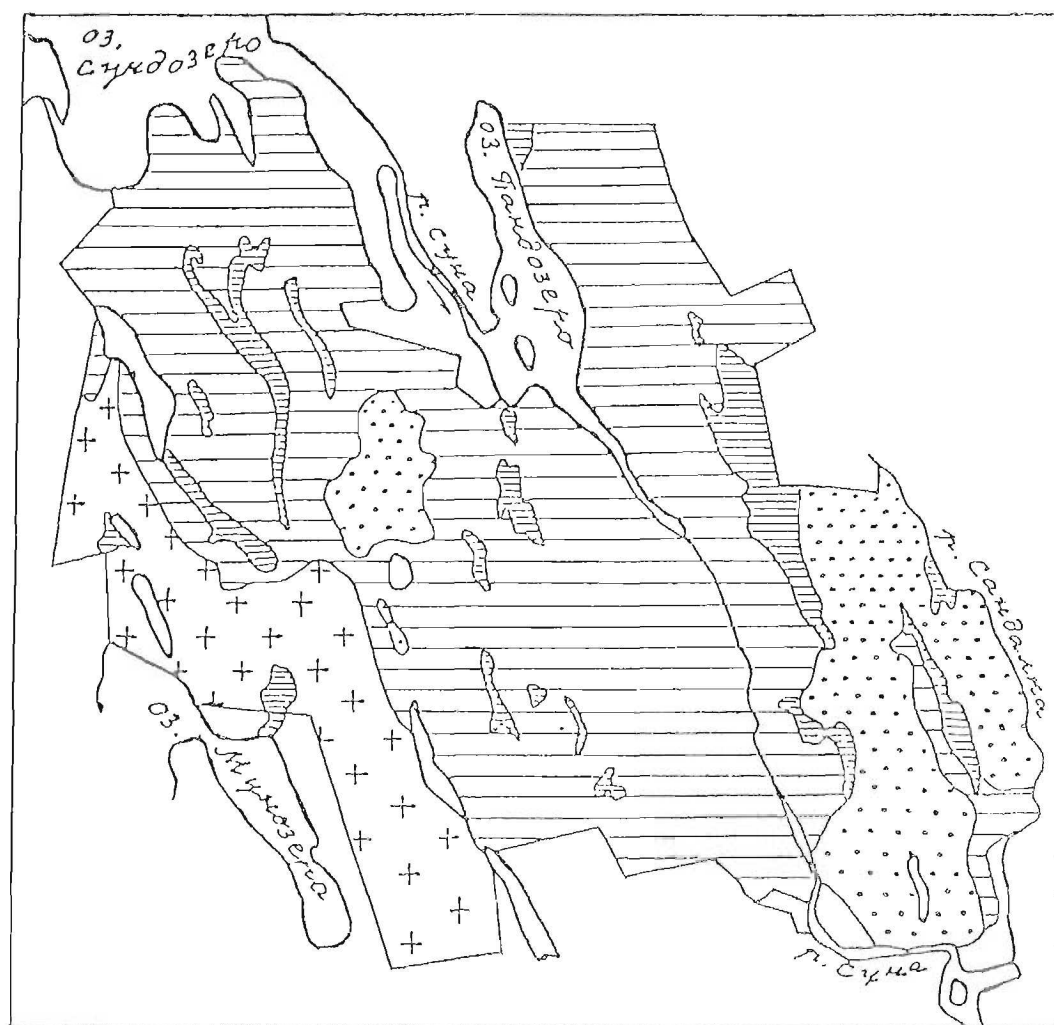 оз.
Сундозеро
оз. Пандозеро
р. Суна
р. Сандалка
оз. Мунозеро
р. Суна